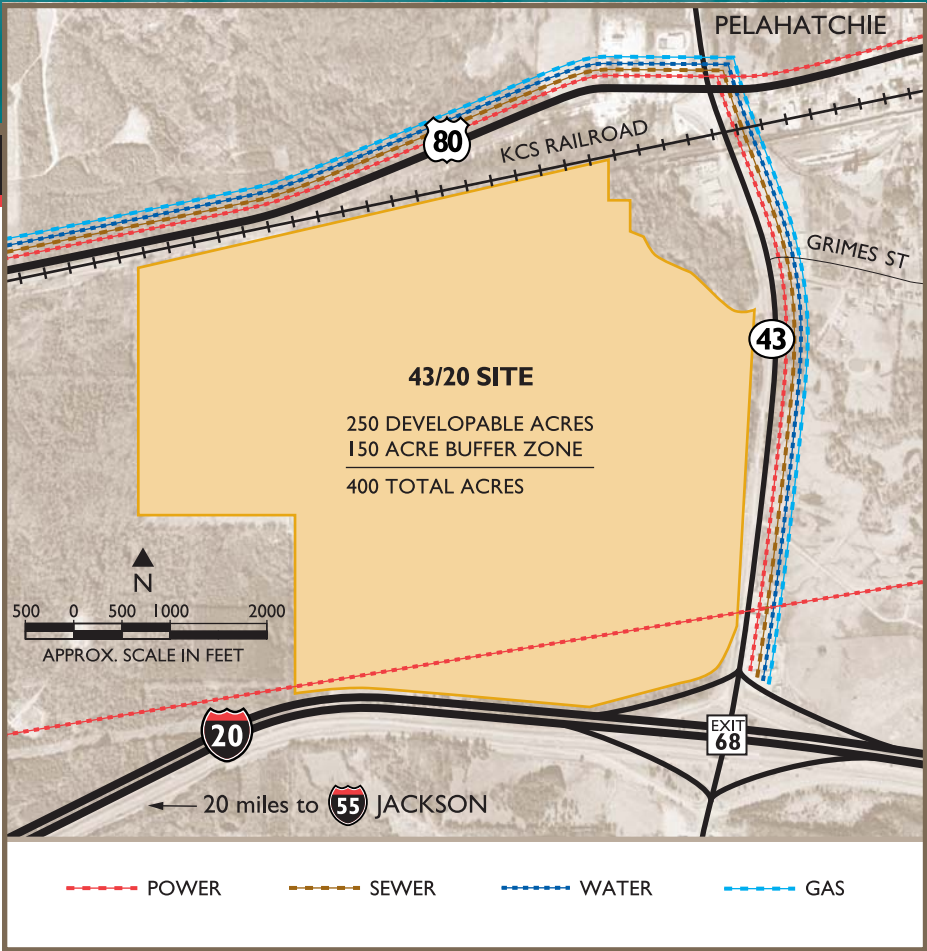 PELAHATCHIE
80
KCS RAILROAD
GRIMES ST
43
43/20 SITE
250 DEVELOPABLE ACRES
150 ACRE BUFFER ZONE
400 TOTAL ACRES
N
500 0 500 1000 2000
APPROX. SCALE IN FEET
20
EXIT
68
20 miles to 55 JACKSON
POWER SEWER WATER GAS